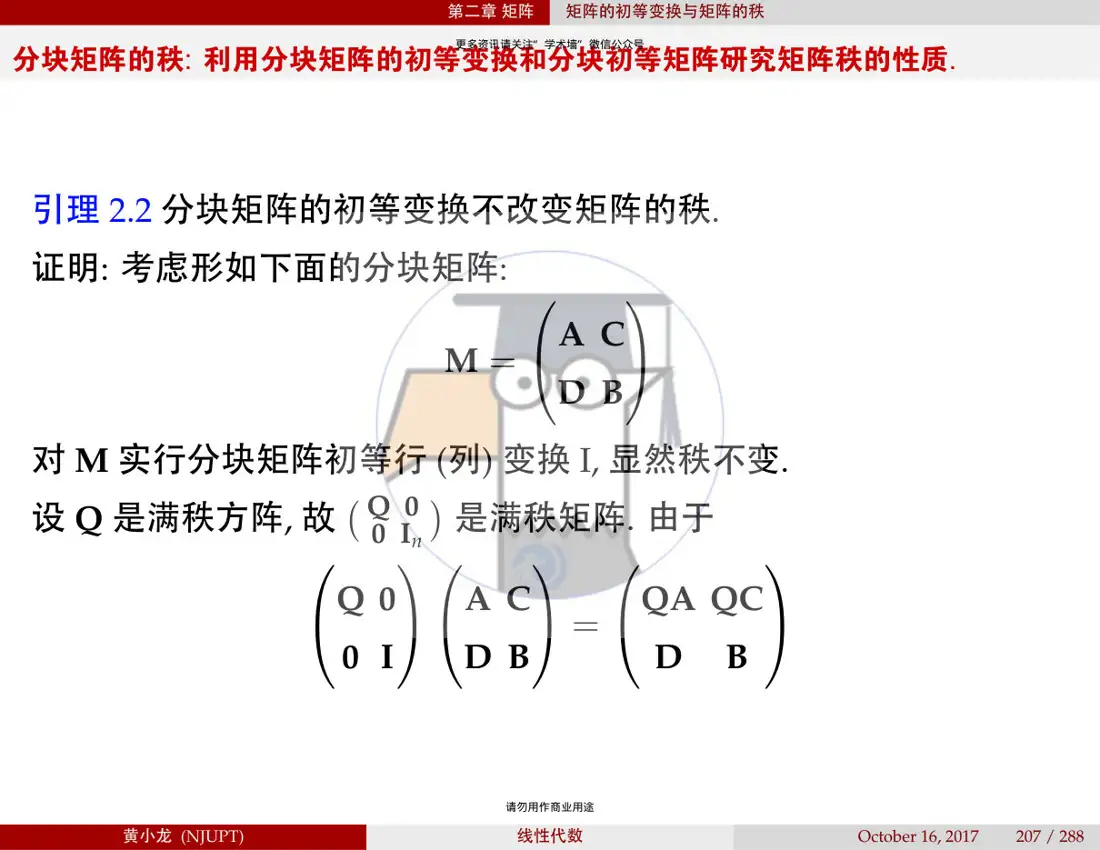 第二章 矩阵 矩阵的初等变换与矩阵的秩
更多资讯请关注“学术墙”微信公众号
分块矩阵的秩: 利用分块矩阵的初等变换和分块初等矩阵研究矩阵秩的性质.
引理 2.2 分块矩阵的初等变换不改变矩阵的秩.
证明: 考虑形如下面的分块矩阵:
M = ( A C
D B )
对 M 实行分块矩阵初等行 (列) 变换 I, 显然秩不变.
设 Q 是满秩方阵, 故 ( Q 0
0 Iₙ ) 是满秩矩阵. 由于
( Q 0 ) ( A C ) = ( QA QC )
( 0 I ) ( D B ) ( D B )
请勿用作商业用途
黄小龙 (NJUPT) 线性代数 October 16, 2017 207 / 288